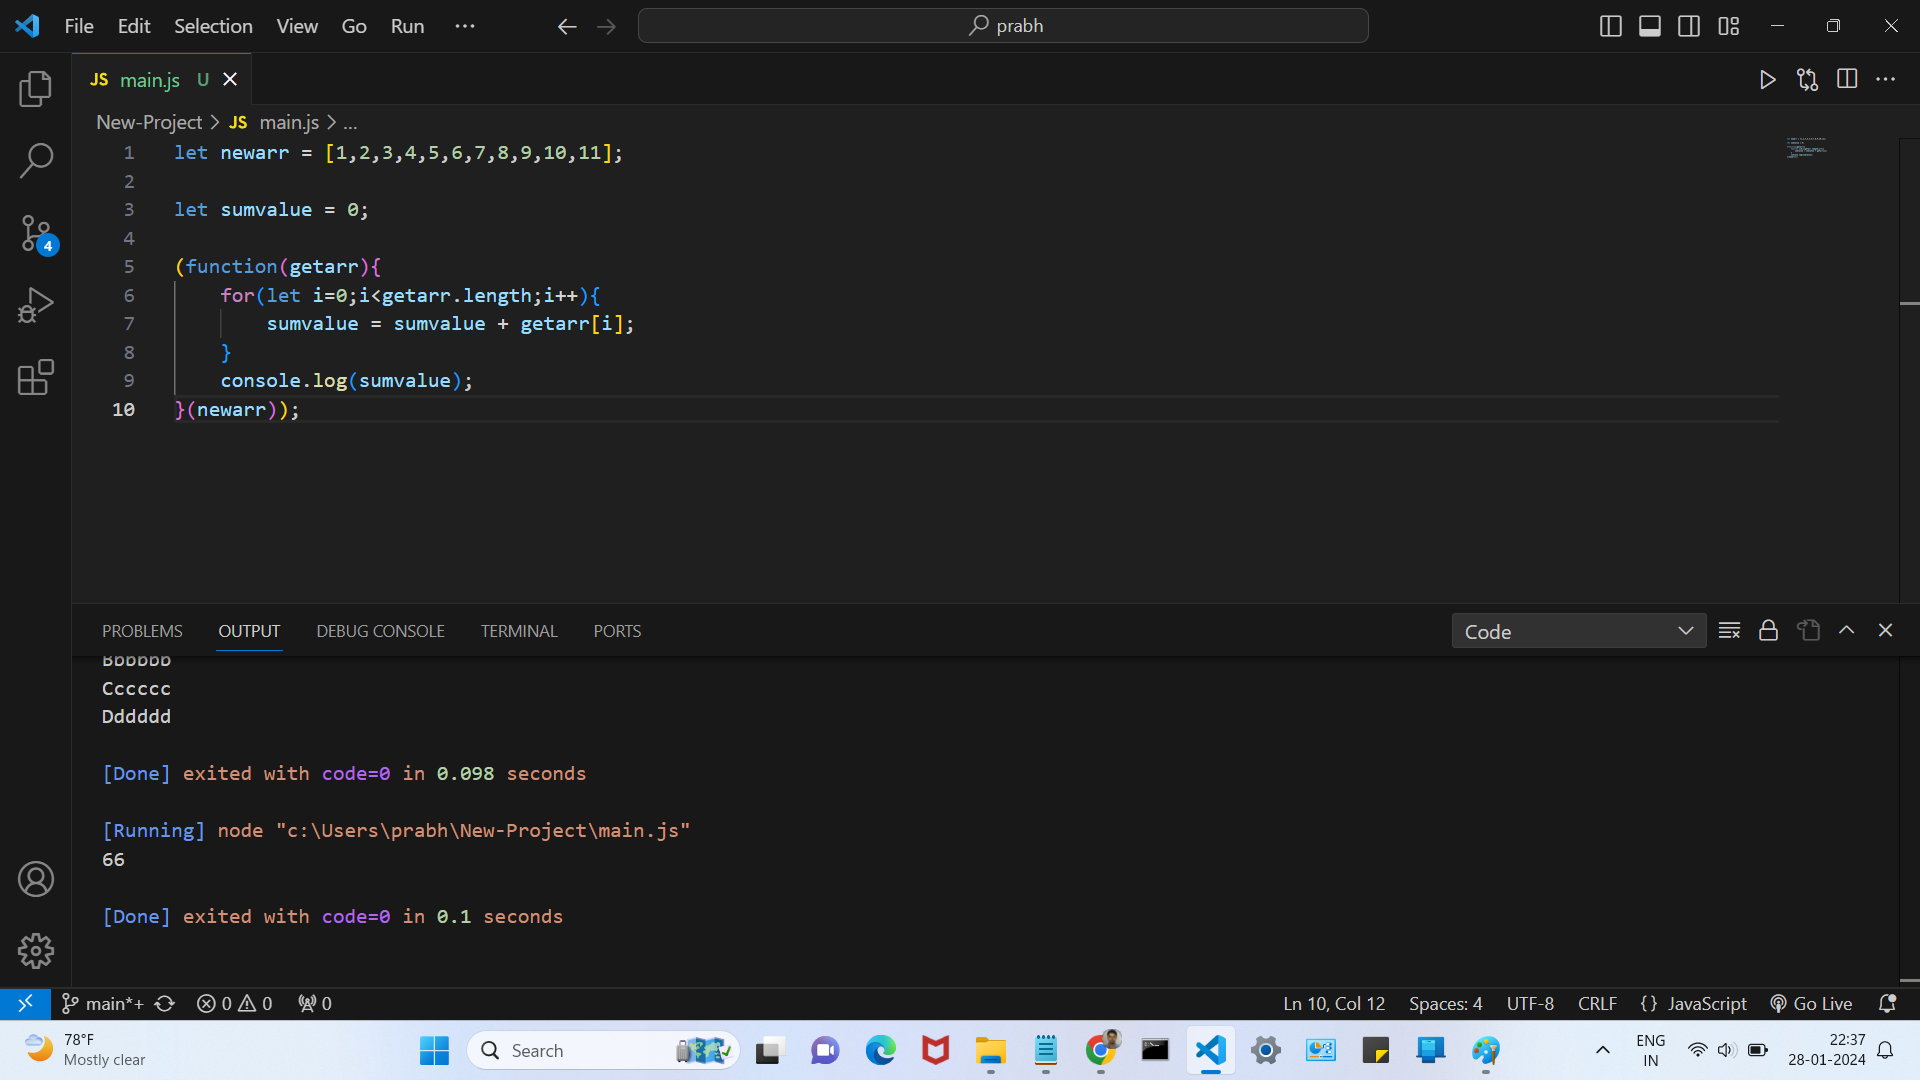 File Edit Selection View Go Run ··· prabh
JS main.js U
New-Project > JS main.js > ...
1 let newarr = [1,2,3,4,5,6,7,8,9,10,11];
2
3 let sumvalue = 0;
4
5 (function(getarr){
6 for(let i=0;i<getarr.length;i++){
7 sumvalue = sumvalue + getarr[i];
8 }
9 console.log(sumvalue);
10 }(newarr));
4
PROBLEMS OUTPUT DEBUG CONSOLE TERMINAL PORTS Code
Bbbbbb
Cccccc
Dddddd
[Done] exited with code=0 in 0.098 seconds
[Running] node "c:\Users\prabh\New-Project\main.js"
66
[Done] exited with code=0 in 0.1 seconds
main*+ 0 0 0 Ln 10, Col 12 Spaces: 4 UTF-8 CRLF {} JavaScript Go Live
78°F
Mostly clear
Search
ENG
IN
22:37
28-01-2024